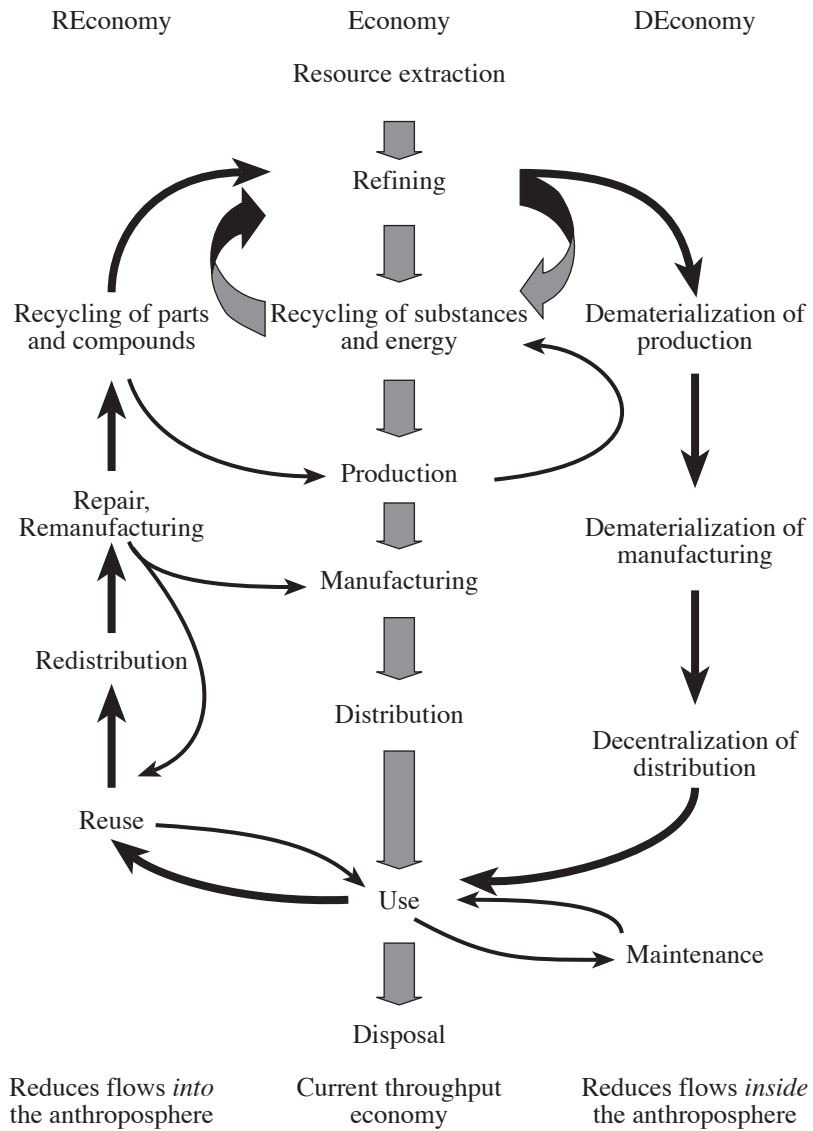 REconomy
Economy
DEconomy
Resource extraction
Refining
Recycling of parts
and compounds
Recycling of substances
and energy
Dematerialization of
production
Production
Repair,
Remanufacturing
Dematerialization of
manufacturing
Manufacturing
Redistribution
Distribution
Decentralization of
distribution
Reuse
Use
Maintenance
Disposal
Reduces flows into
the anthroposphere
Current throughput
economy
Reduces flows inside
the anthroposphere